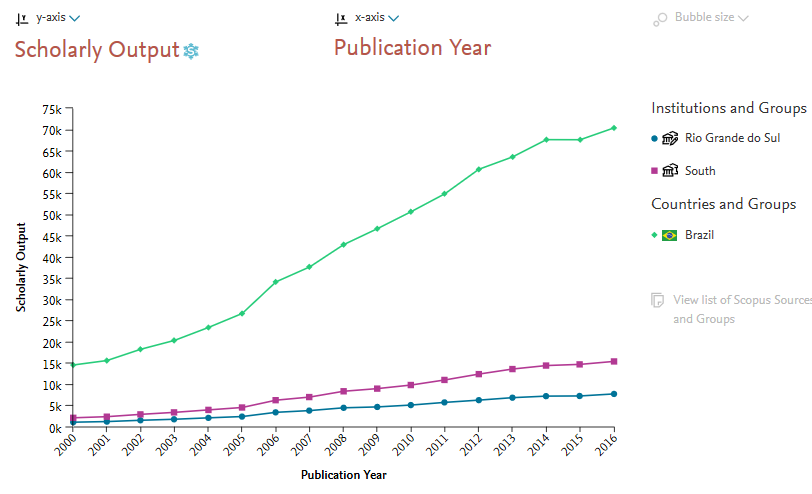 y-axis
x-axis
Bubble size
Scholarly Output
Publication Year
75k
70k
65k
60k
55k
50k
45k
40k
35k
30k
25k
20k
15k
10k
5k
0k
Scholarly Output
2000
2001
2002
2003
2004
2005
2006
2007
2008
2009
2010
2011
2012
2013
2014
2015
2016
Publication Year
Institutions and Groups
Rio Grande do Sul
South
Countries and Groups
Brazil
View list of Scopus Sources
and Groups